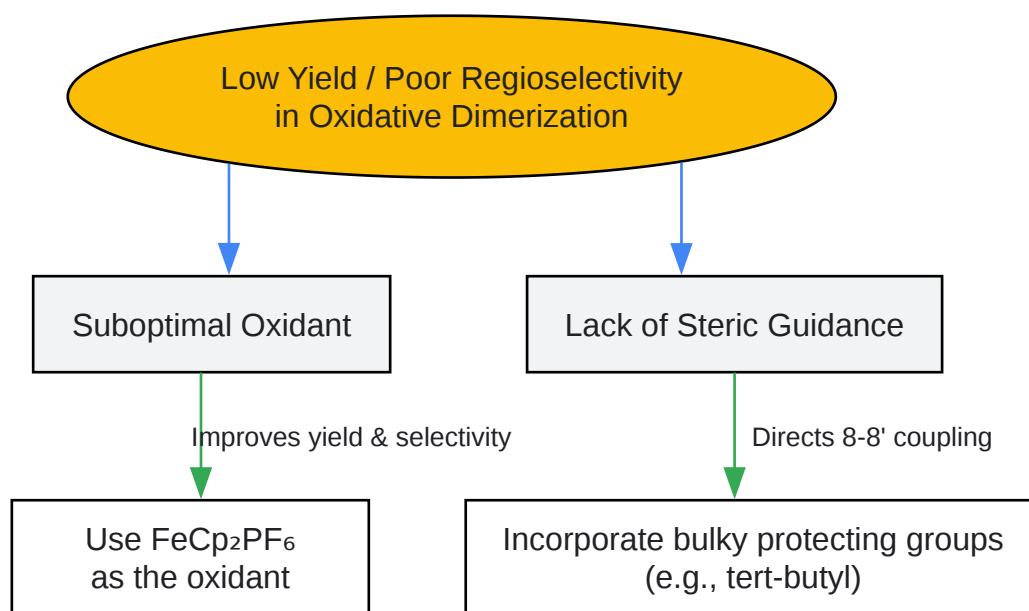 Low Yield / Poor Regioselectivity
in Oxidative Dimerization
Suboptimal Oxidant
Lack of Steric Guidance
Improves yield & selectivity
Directs 8-8' coupling
Use FeCp₂PF₆
as the oxidant
Incorporate bulky protecting groups
(e.g., tert-butyl)